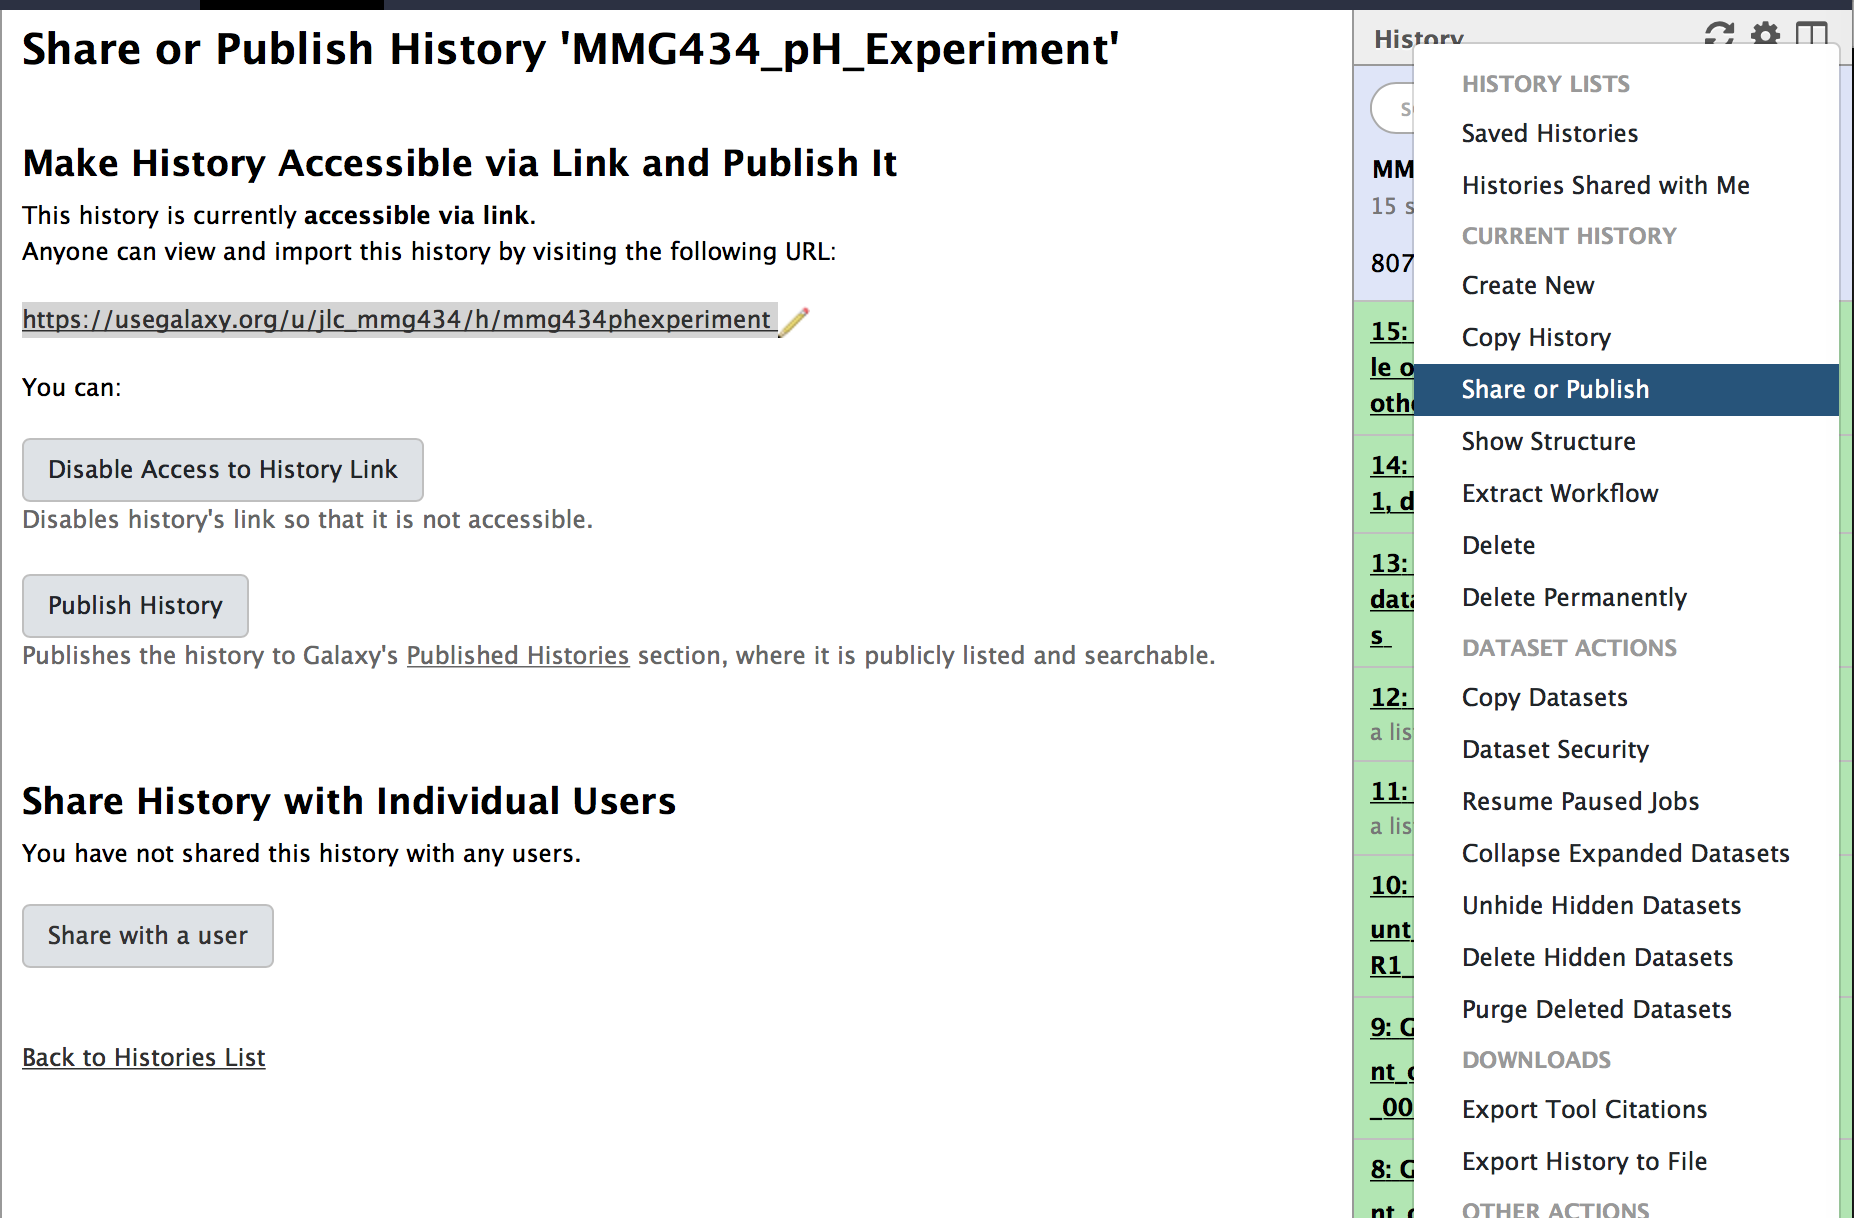 Share or Publish History 'MMG434_pH_Experiment'
Make History Accessible via Link and Publish It
This history is currently accessible via link.
Anyone can view and import this history by visiting the following URL:
https://usegalaxy.org/u/jlc_mmg434/h/mmg434phexperiment
You can:
Disable Access to History Link
Disables history's link so that it is not accessible.
Publish History
Publishes the history to Galaxy's Published Histories section, where it is publicly listed and searchable.
Share History with Individual Users
You have not shared this history with any users.
Share with a user
Back to Histories List
History
MM
15 s
807
15:
le o
14:
1, d
13:
data
s
12:
a lis
11:
a lis
10:
unt
R1_
9: G
nt_c
_00
8: G
HISTORY LISTS
Saved Histories
Histories Shared with Me
CURRENT HISTORY
Create New
Copy History
Share or Publish
Show Structure
Extract Workflow
Delete
Delete Permanently
DATASET ACTIONS
Copy Datasets
Dataset Security
Resume Paused Jobs
Collapse Expanded Datasets
Unhide Hidden Datasets
Delete Hidden Datasets
Purge Deleted Datasets
DOWNLOADS
Export Tool Citations
Export History to File
OTHER ACTIONS